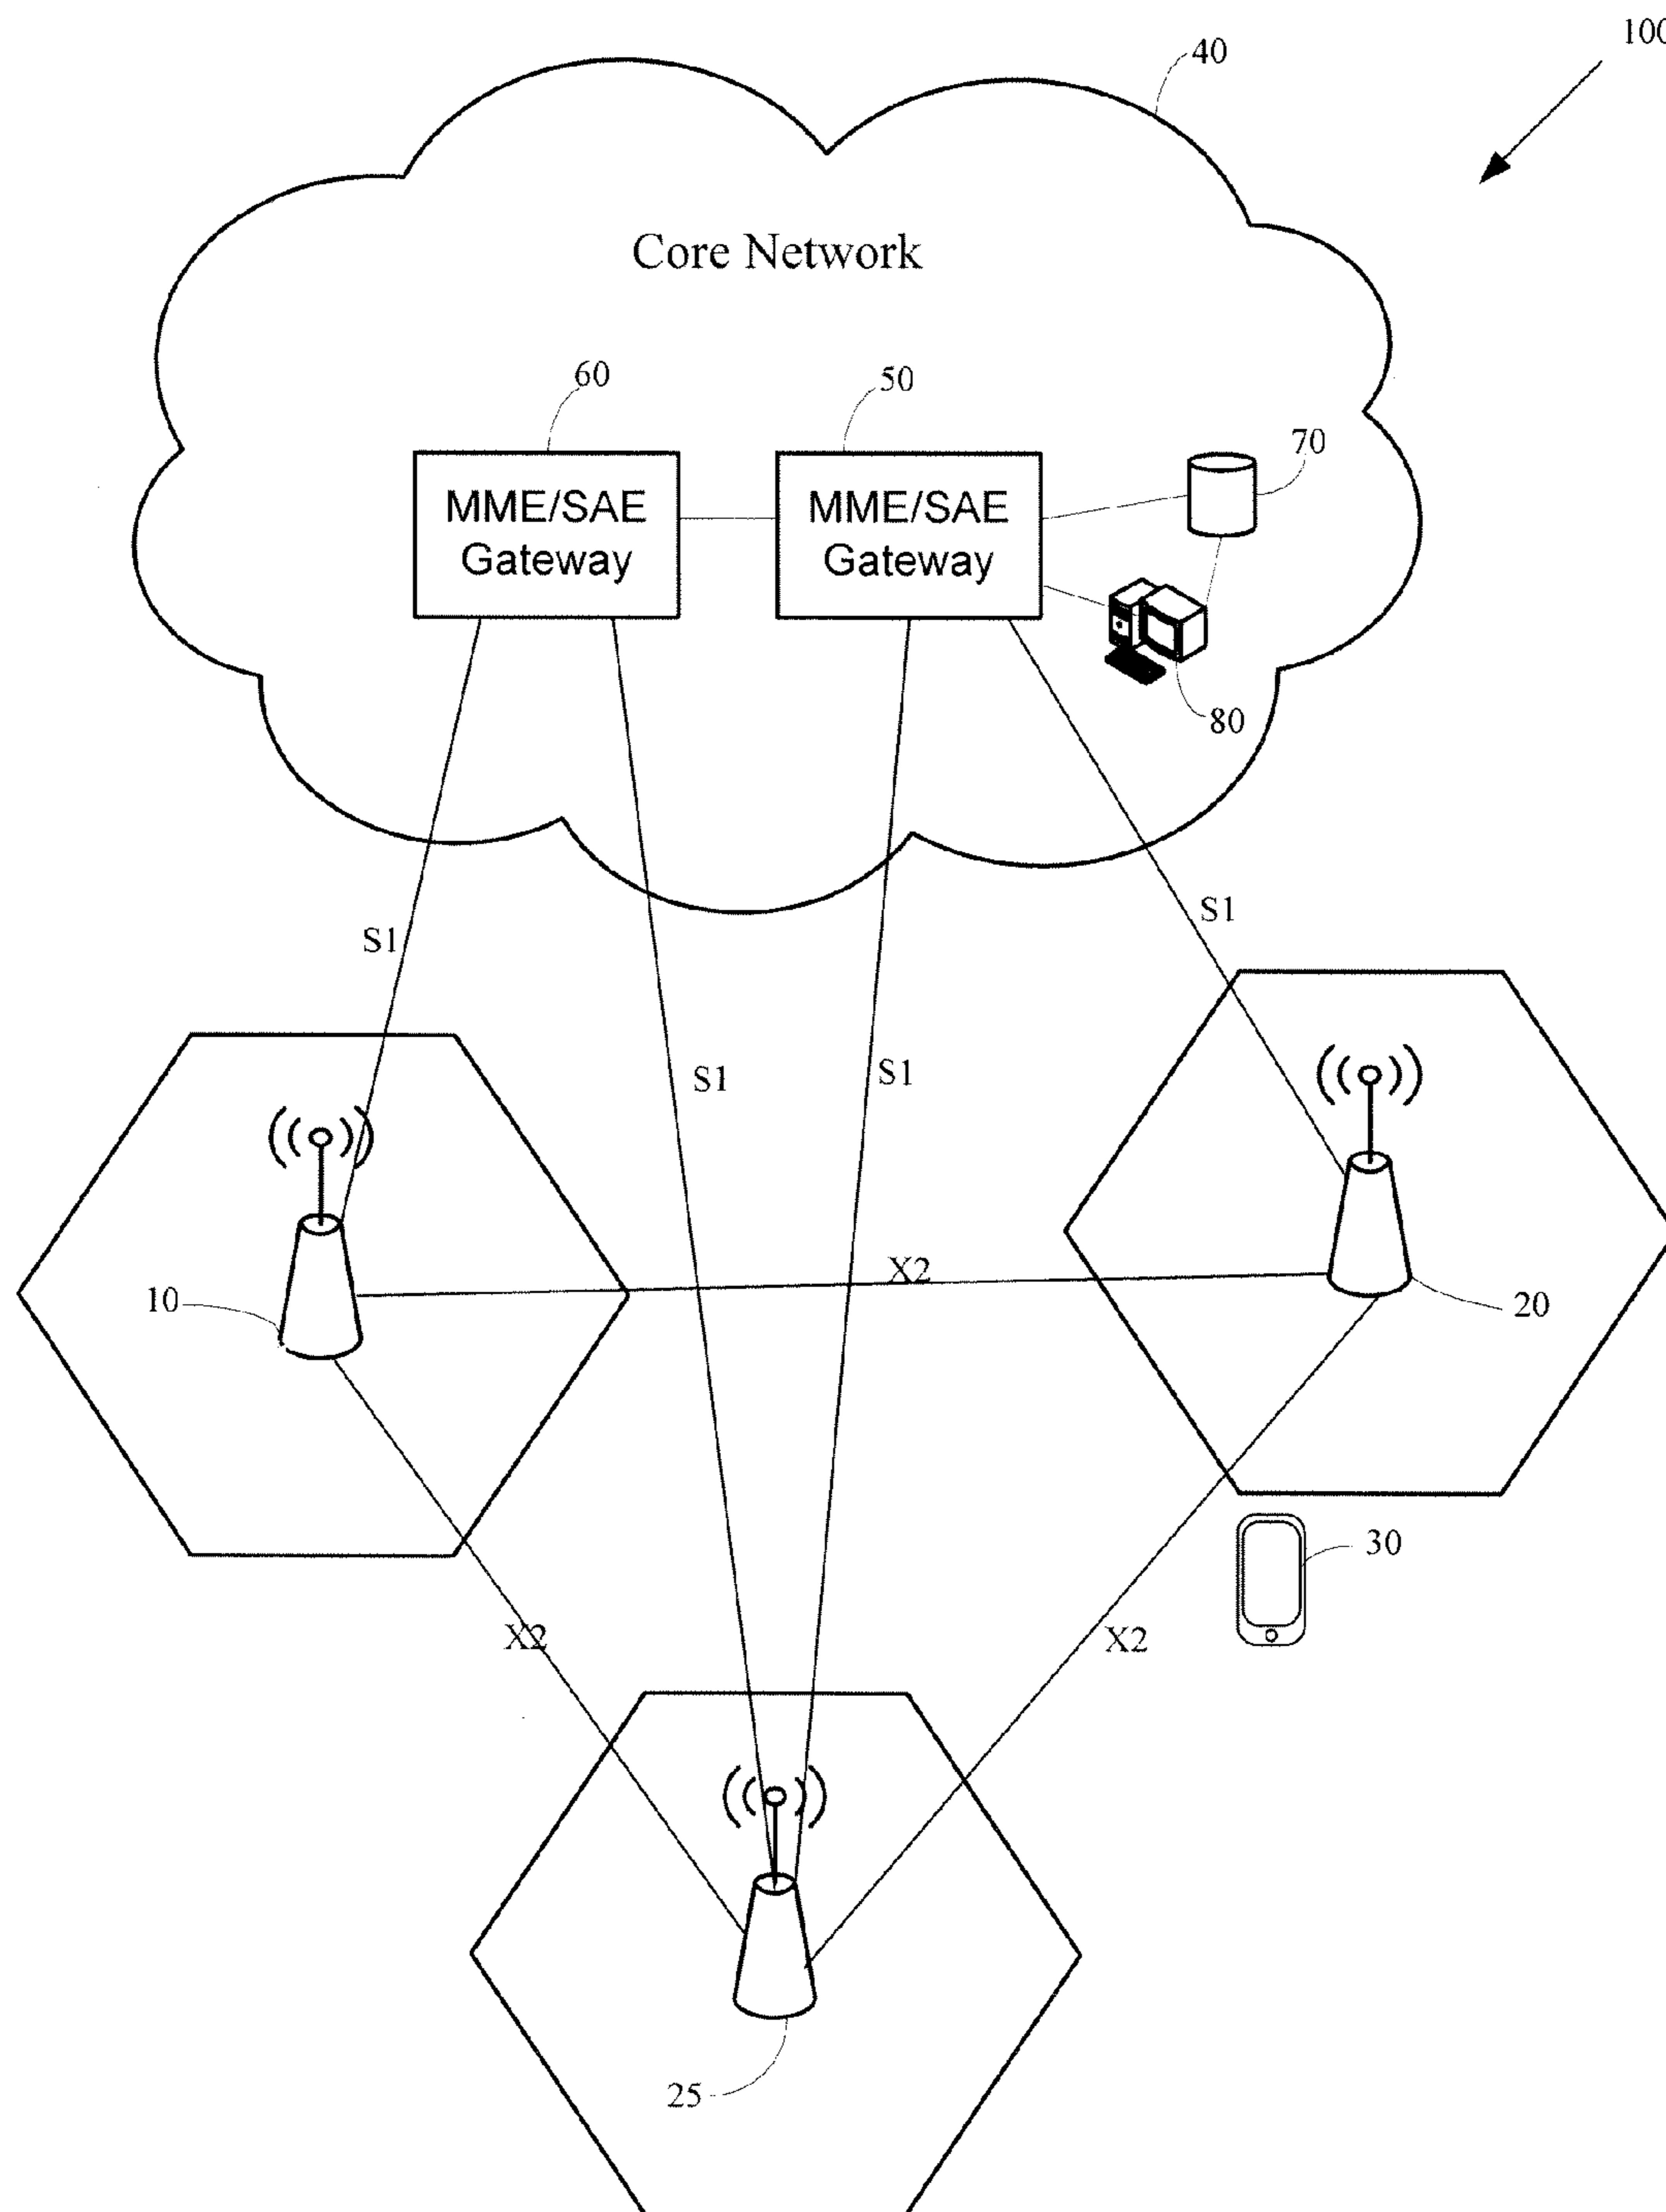 100
40
Core Network
60
50
70
MME/SAE
Gateway
MME/SAE
Gateway
80
S1
S1
S1
S1
X2
10
20
30
X2
X2
25